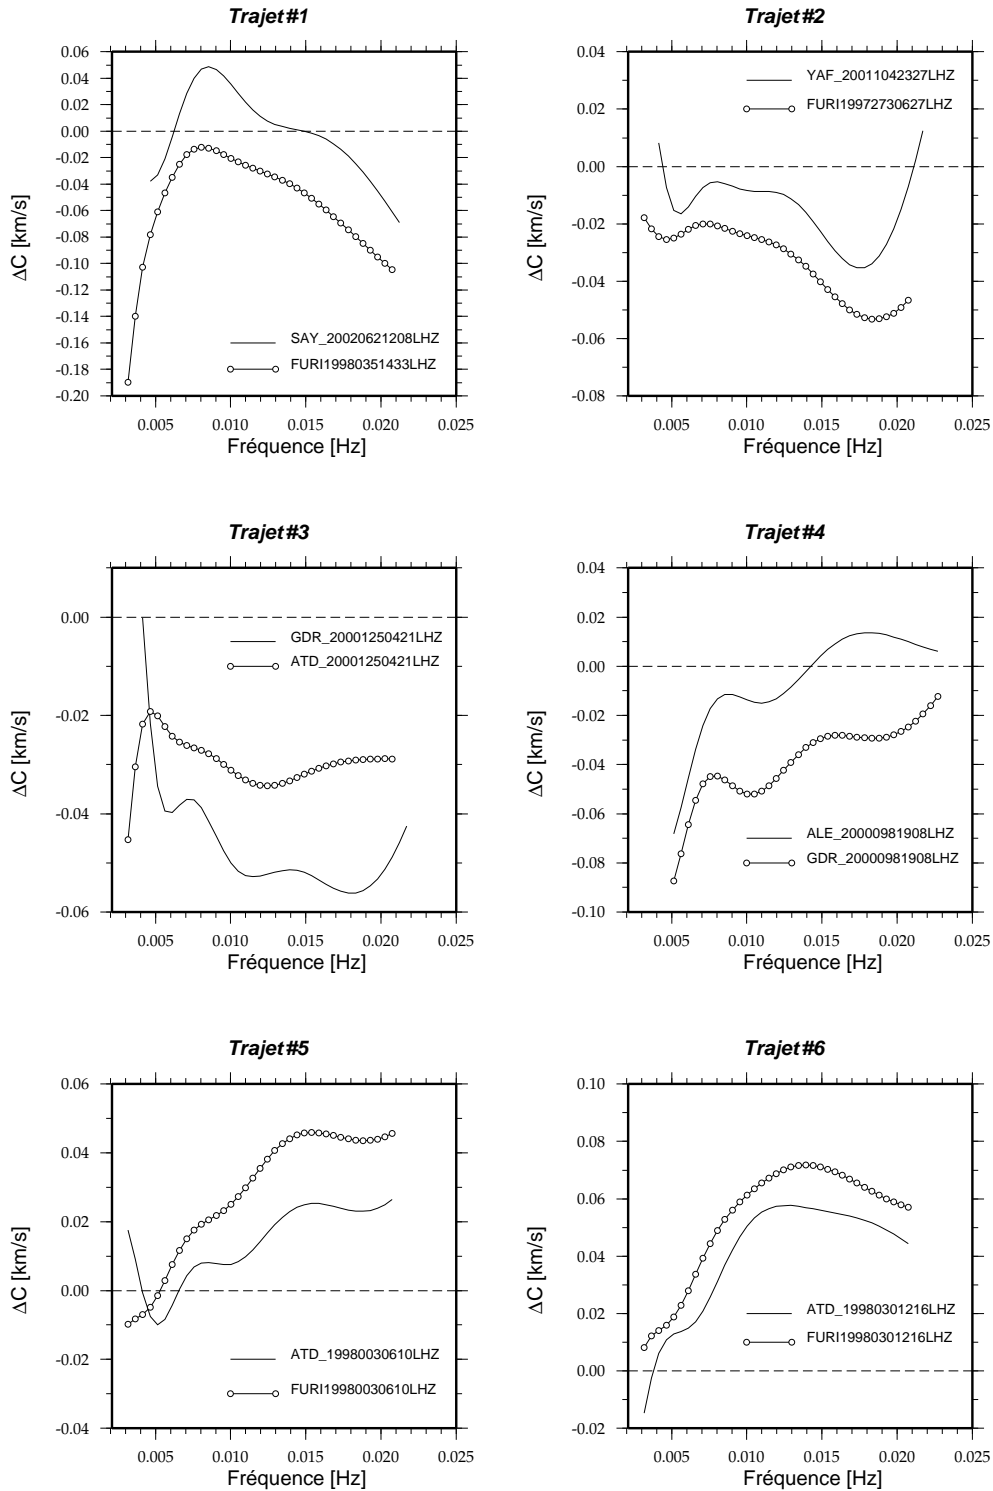 Trajet #1
0.06
0.04
0.02
0.00
-0.02
-0.04
-0.06
-0.08
-0.10
-0.12
-0.14
-0.16
-0.18
-0.20
ΔC [km/s]
SAY_20020621208LHZ
FURI19980351433LHZ
0.005 0.010 0.015 0.020 0.025
Fréquence [Hz]
Trajet #2
0.04
0.02
0.00
-0.02
-0.04
-0.06
-0.08
ΔC [km/s]
YAF_20011042327LHZ
FURI19972730627LHZ
0.005 0.010 0.015 0.020 0.025
Fréquence [Hz]
Trajet #3
0.00
-0.02
-0.04
-0.06
ΔC [km/s]
GDR_20001250421LHZ
ATD_20001250421LHZ
0.005 0.010 0.015 0.020 0.025
Fréquence [Hz]
Trajet #4
0.04
0.02
0.00
-0.02
-0.04
-0.06
-0.08
-0.10
ΔC [km/s]
ALE_20000981908LHZ
GDR_20000981908LHZ
0.005 0.010 0.015 0.020 0.025
Fréquence [Hz]
Trajet #5
0.06
0.04
0.02
0.00
-0.02
-0.04
ΔC [km/s]
ATD_19980030610LHZ
FURI19980030610LHZ
0.005 0.010 0.015 0.020 0.025
Fréquence [Hz]
Trajet #6
0.10
0.08
0.06
0.04
0.02
0.00
-0.02
ΔC [km/s]
ATD_19980301216LHZ
FURI19980301216LHZ
0.005 0.010 0.015 0.020 0.025
Fréquence [Hz]